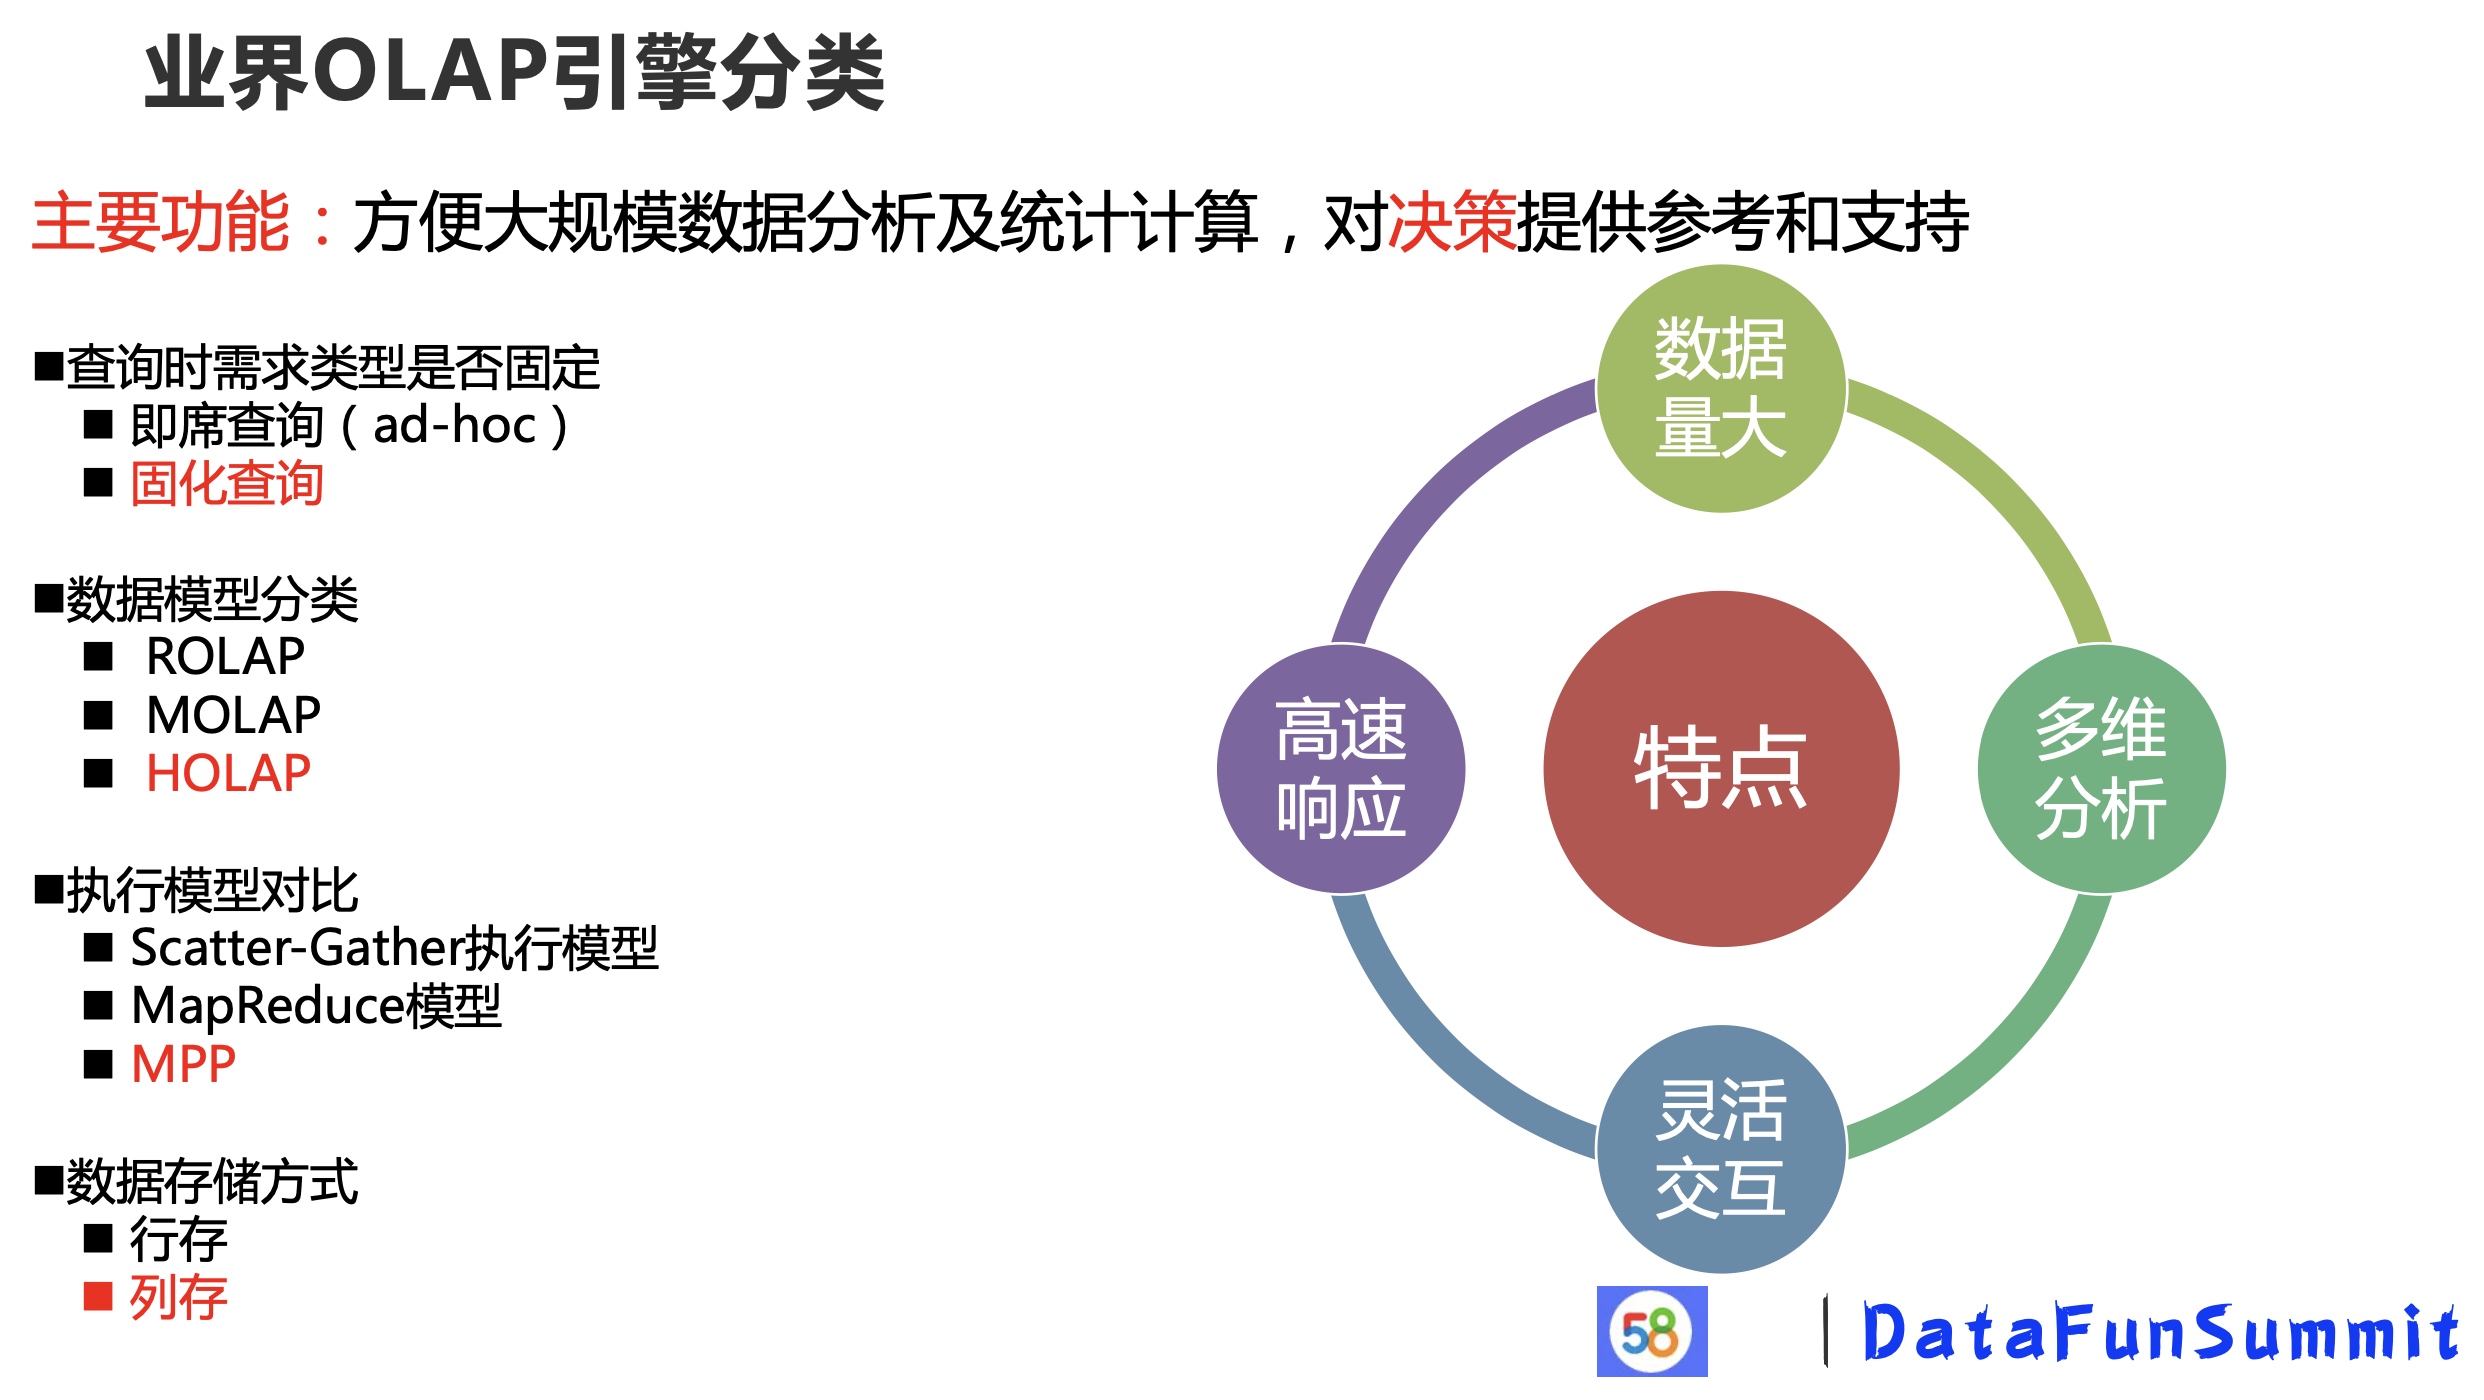 业界OLAP引擎分类
主要功能：方便大规模数据分析及统计计算，对决策提供参考和支持
■查询时需求类型是否固定
■ 即席查询（ad-hoc）
■ 固化查询
■数据模型分类
■ ROLAP
■ MOLAP
■ HOLAP
■执行模型对比
■ Scatter-Gather执行模型
■ MapReduce模型
■ MPP
■数据存储方式
■ 行存
■ 列存
数据
量大
高速
响应
特点
多维
分析
灵活
交互
58
DataFunSummit